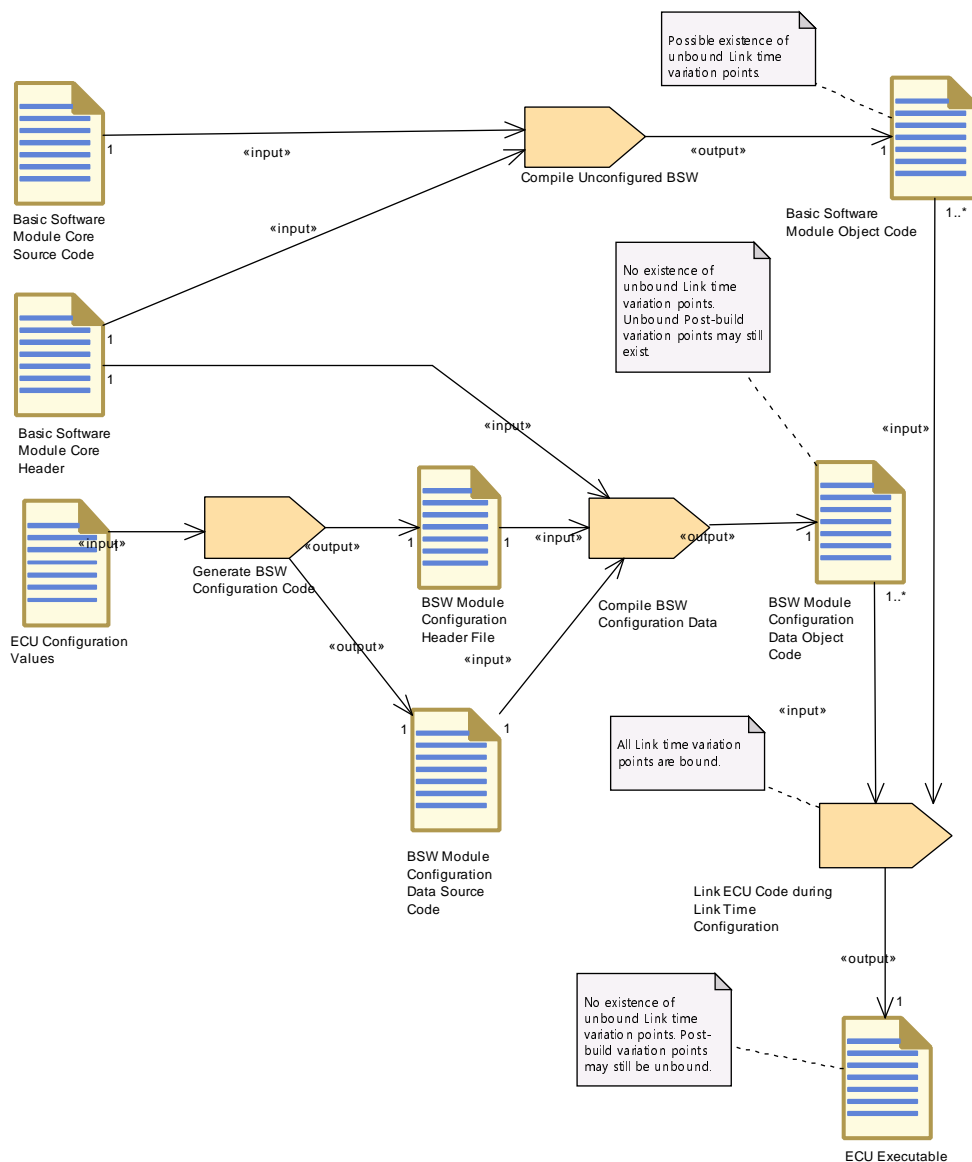 Possible existence of
unbound Link time
variation points.
1
«input»
Compile Unconfigured BSW
«output»
1
Basic Software
Module Core
Source Code
Basic Software
Module Object Code
1..*
«input»
No existence of
unbound Link time
variation points.
Unbound Post-build
variation points may still
exist.
1
1
Basic Software
Module Core
Header
«input»
«input»
«input»
1
Generate BSW
Configuration Code
«output»
1
1
«input»
«output»
1
ECU Configuration
Values
BSW Module
Configuration
Header File
Compile BSW
Configuration Data
BSW Module
Configuration
Data Object
Code
1..*
«output»
«input»
1
1
«input»
All Link time variation
points are bound.
BSW Module
Configuration
Data Source
Code
Link ECU Code during
Link Time
Configuration
«output»
1
No existence of
unbound Link time
variation points. Post-
build variation points
may still be unbound.
ECU Executable